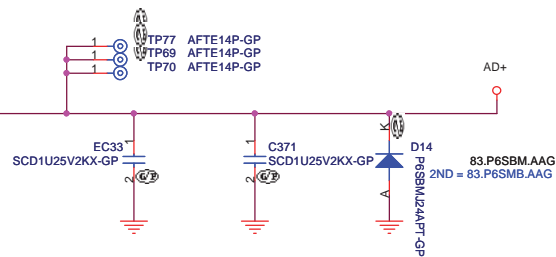 1 TP77 AFTE14P-GP
1 TP69 AFTE14P-GP
1 TP70 AFTE14P-GP
AD+
1 EC33
SCD1U25V2KX-GP
2 G/P
1 C371
SCD1U25V2KX-GP
2 G/P
K
D14
A
P6SBMJ24APT-GP
83.P6SBM.AAG
2ND = 83.P6SMB.AAG